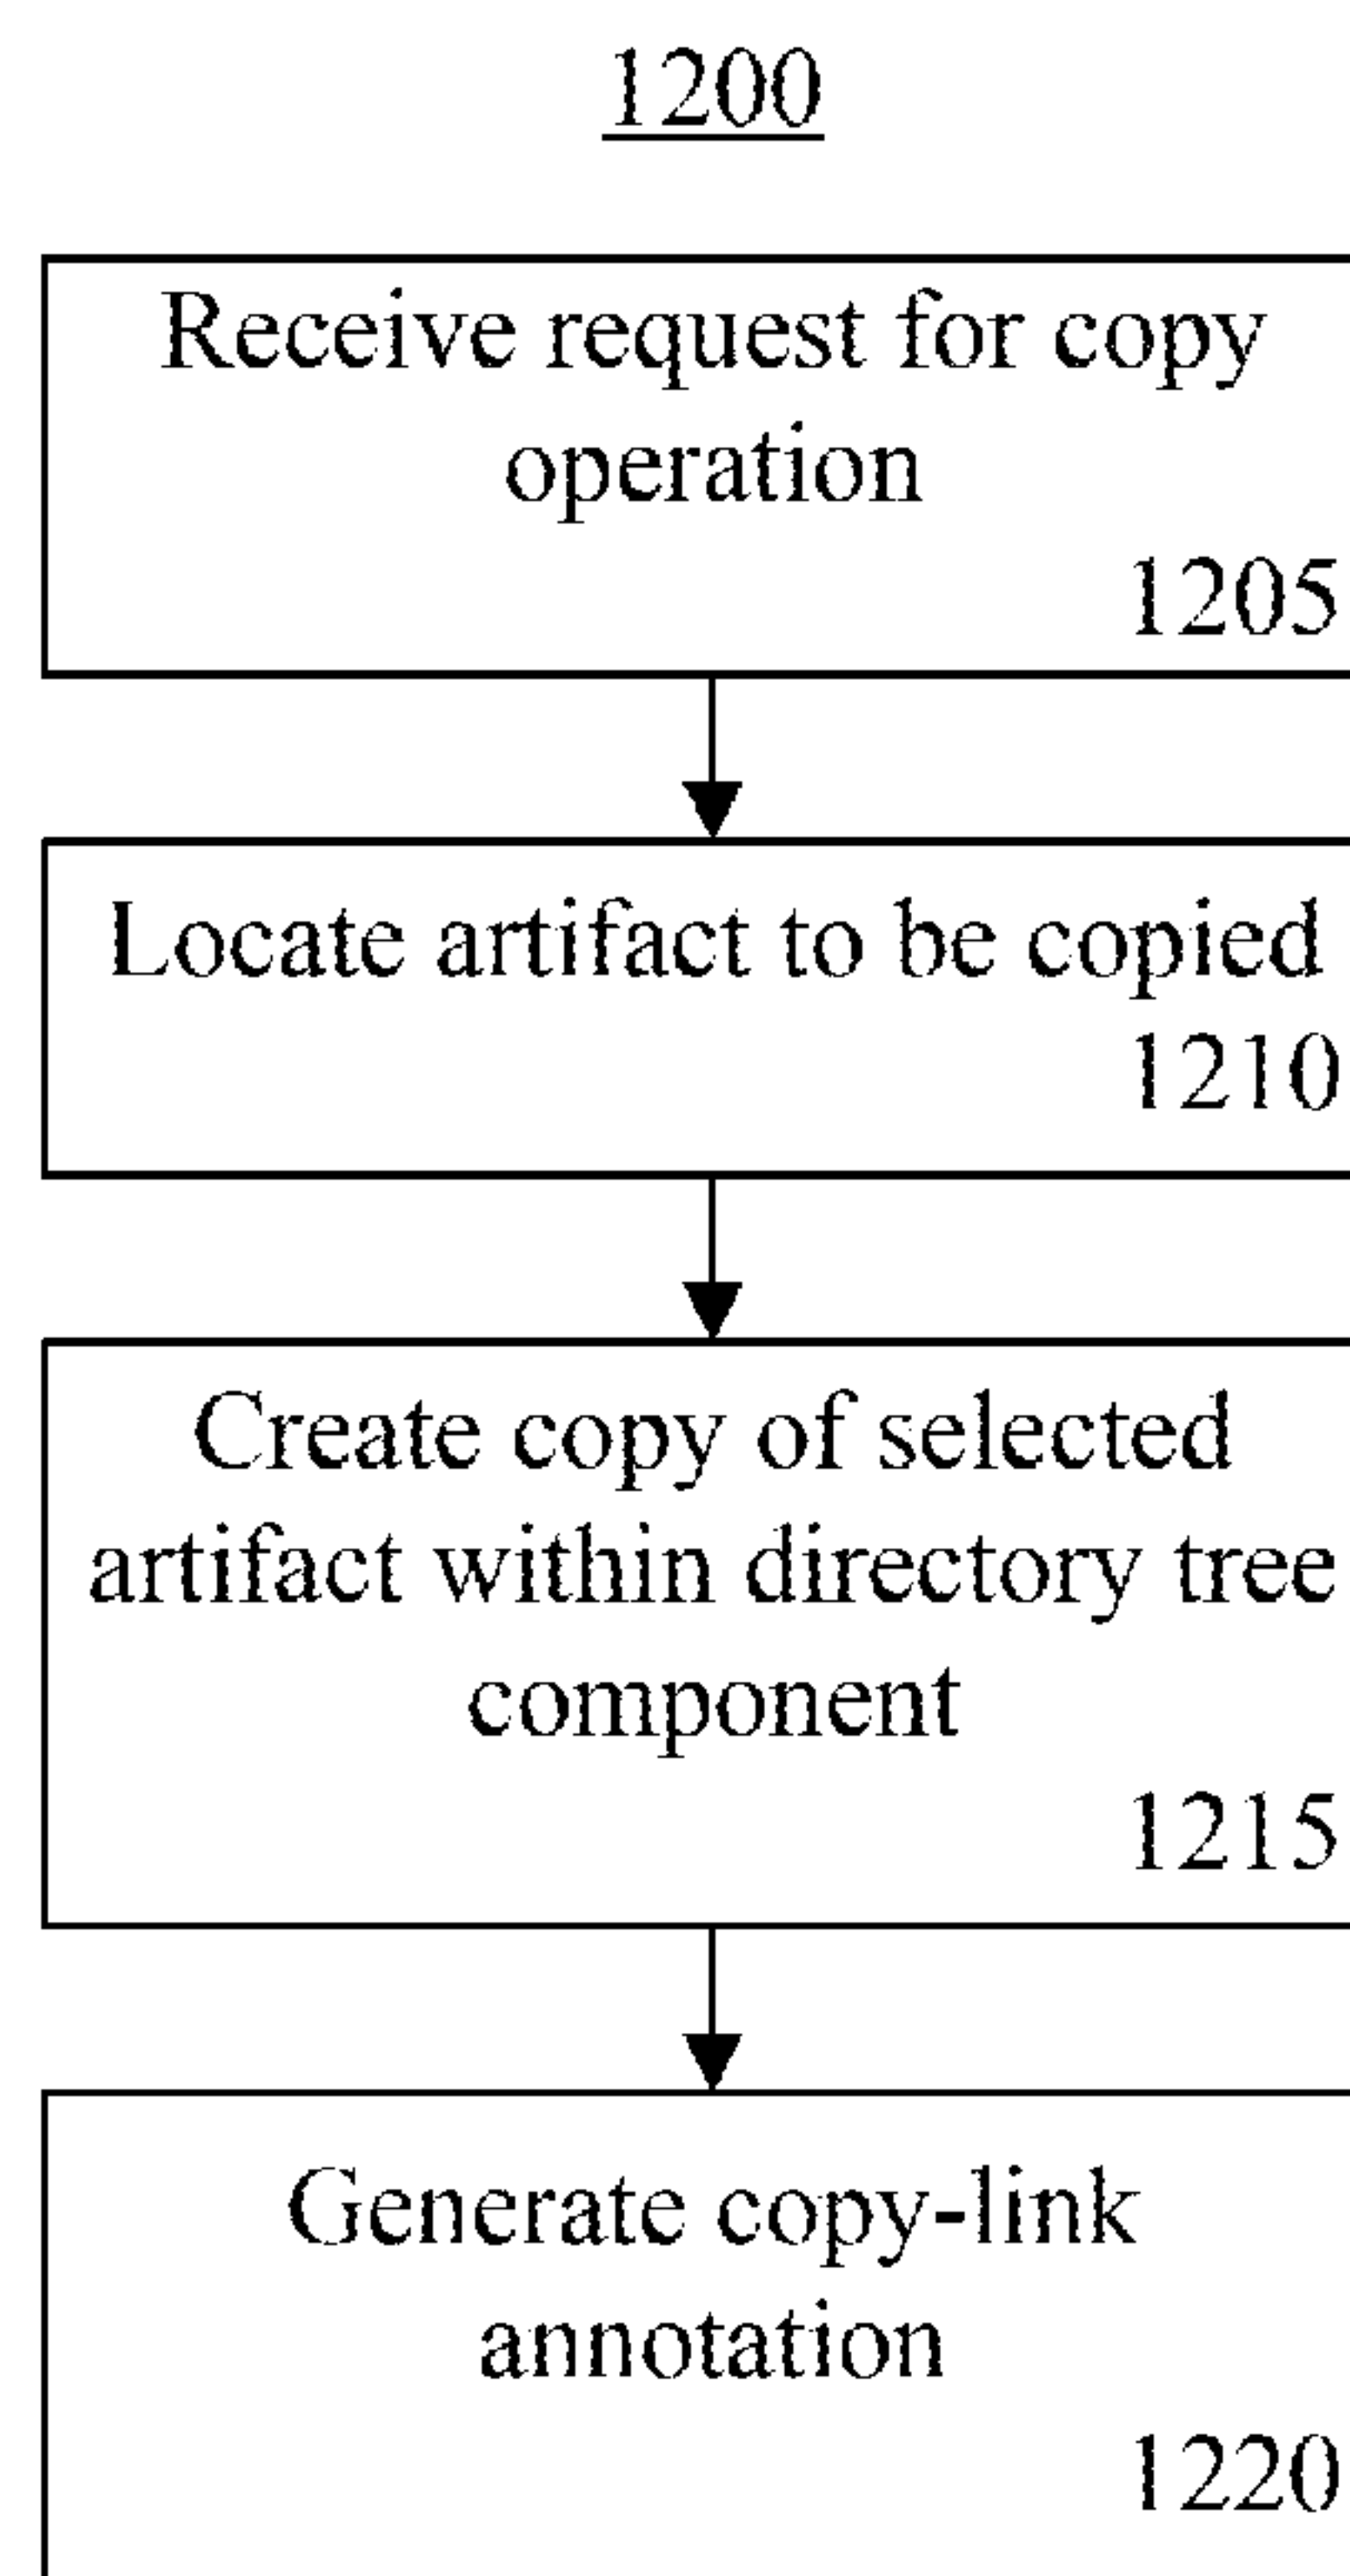 1200
Receive request for copy
operation
1205
Locate artifact to be copied
1210
Create copy of selected
artifact within directory tree
component
1215
Generate copy-link
annotation
1220